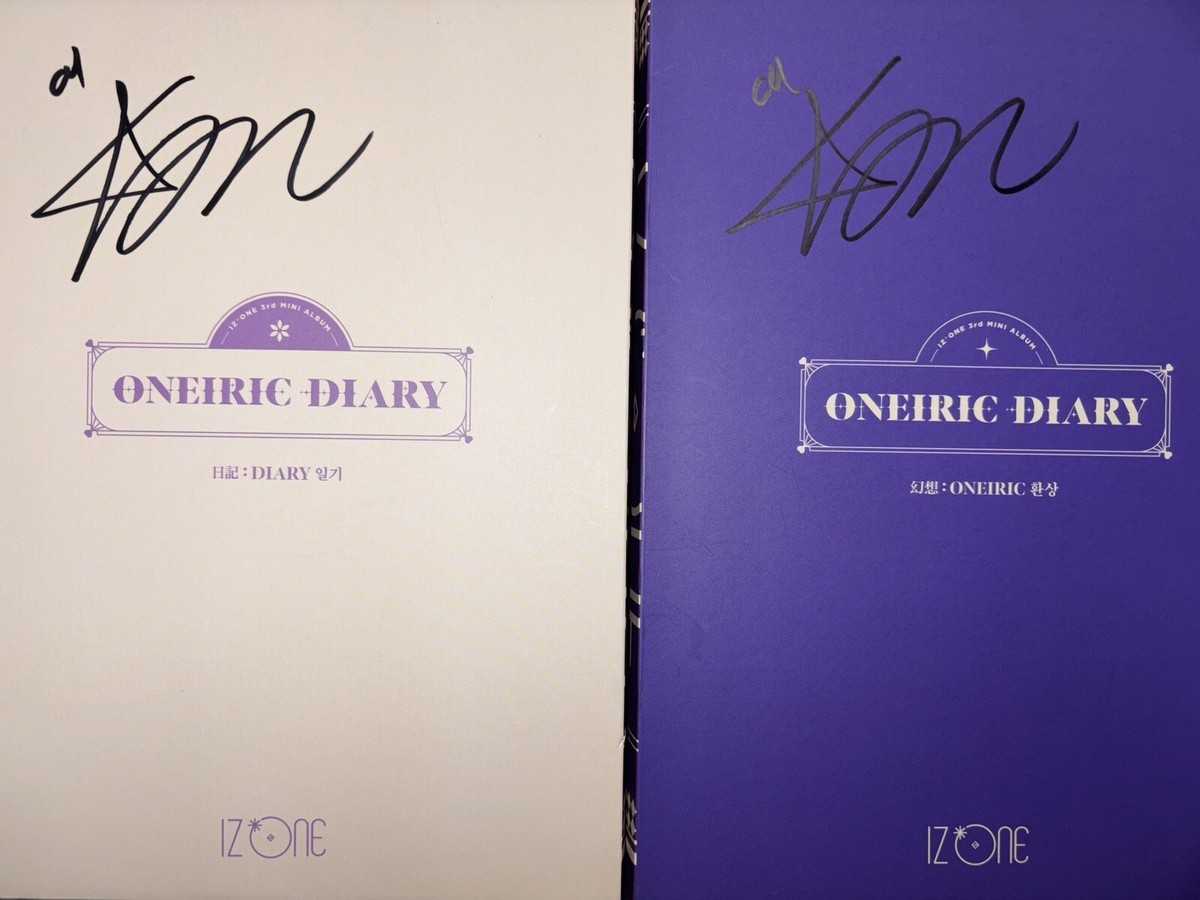 IZ*ONE 3rd MINI ALBUM
ONEIRIC DIARY
日記 : DIARY 일기
IZ*ONE
IZ*ONE 3rd MINI ALBUM
ONEIRIC DIARY
幻想 : ONEIRIC 환상
IZ*ONE